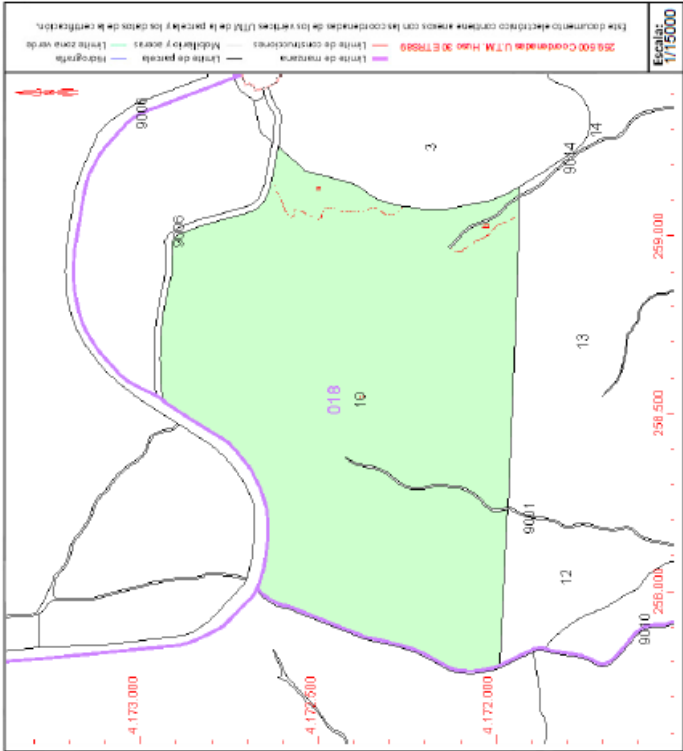 Escala:
1/15000
259.500 Coordenadas U.T.M. Huso 30 ETRS89
Límite de manzana
Límite de parcela
Límite de construcciones
Mobiliario y aceras
Límite zona verde
Hidrografía
Este documento electrónico contiene anexos con las coordenadas de los vértices UTM de la parcela y los datos de la certificación.
4.173.000
4.172.500
4.172.000
258.000
258.500
259.000
9006
9006
3
14
9014
13
018
9001
12
9010